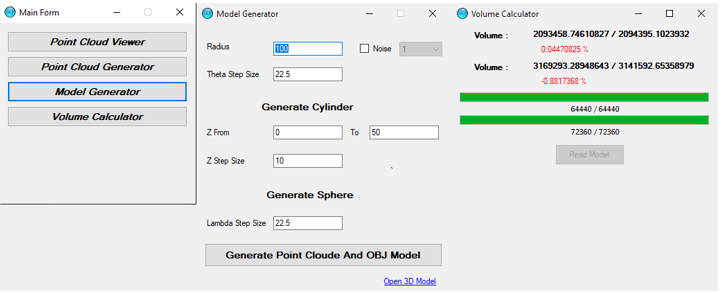 Main Form
Point Cloud Viewer
Point Cloud Generator
Model Generator
Volume Calculator
Model Generator
Radius 100 Noise 1
Theta Step Size 22.5
Generate Cylinder
Z From 0 To 50
Z Step Size 10
Generate Sphere
Lambda Step Size 22.5
Generate Point Cloude And OBJ Model
Open 3D Model
Volume Calculator
Volume : 2093458.74610827 / 2094395.1023932
0.04470825 %
Volume : 3169293.28948643 / 3141592.65358979
-0.8817368 %
64440 / 64440
72360 / 72360
Read Model